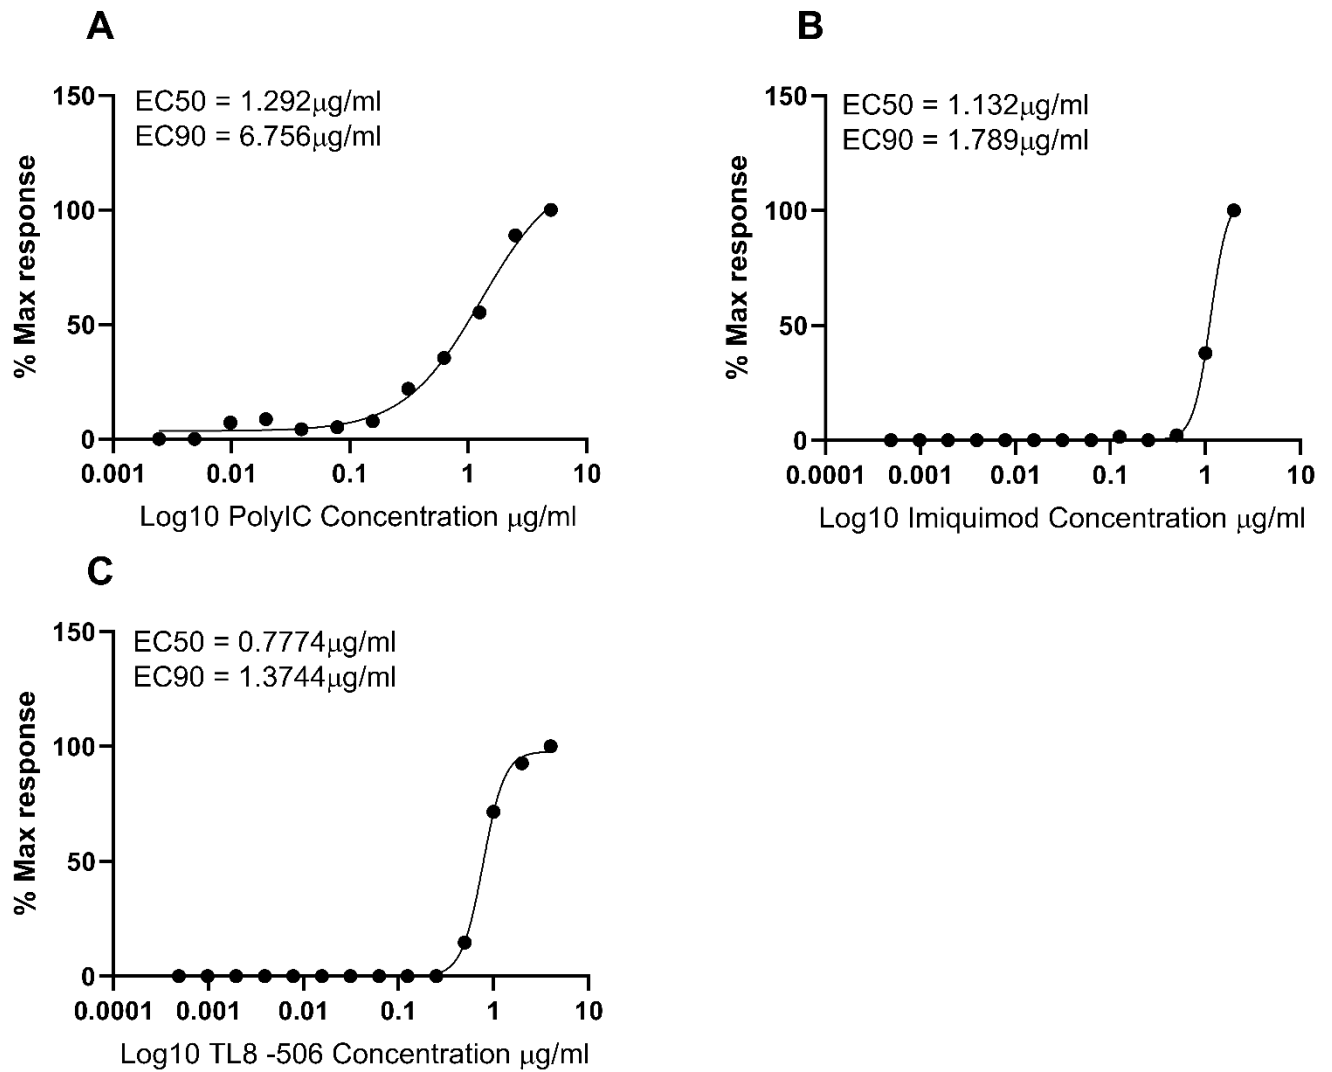 A
EC50 = 1.292μg/ml
EC90 = 6.756μg/ml
150
100
50
0
% Max response
0.001 0.01 0.1 1 10
Log10 PolyIC Concentration μg/ml
B
EC50 = 1.132μg/ml
EC90 = 1.789μg/ml
150
100
50
0
% Max response
0.0001 0.001 0.01 0.1 1 10
Log10 Imiquimod Concentration μg/ml
C
EC50 = 0.7774μg/ml
EC90 = 1.3744μg/ml
150
100
50
0
% Max response
0.0001 0.001 0.01 0.1 1 10
Log10 TL8 -506 Concentration μg/ml